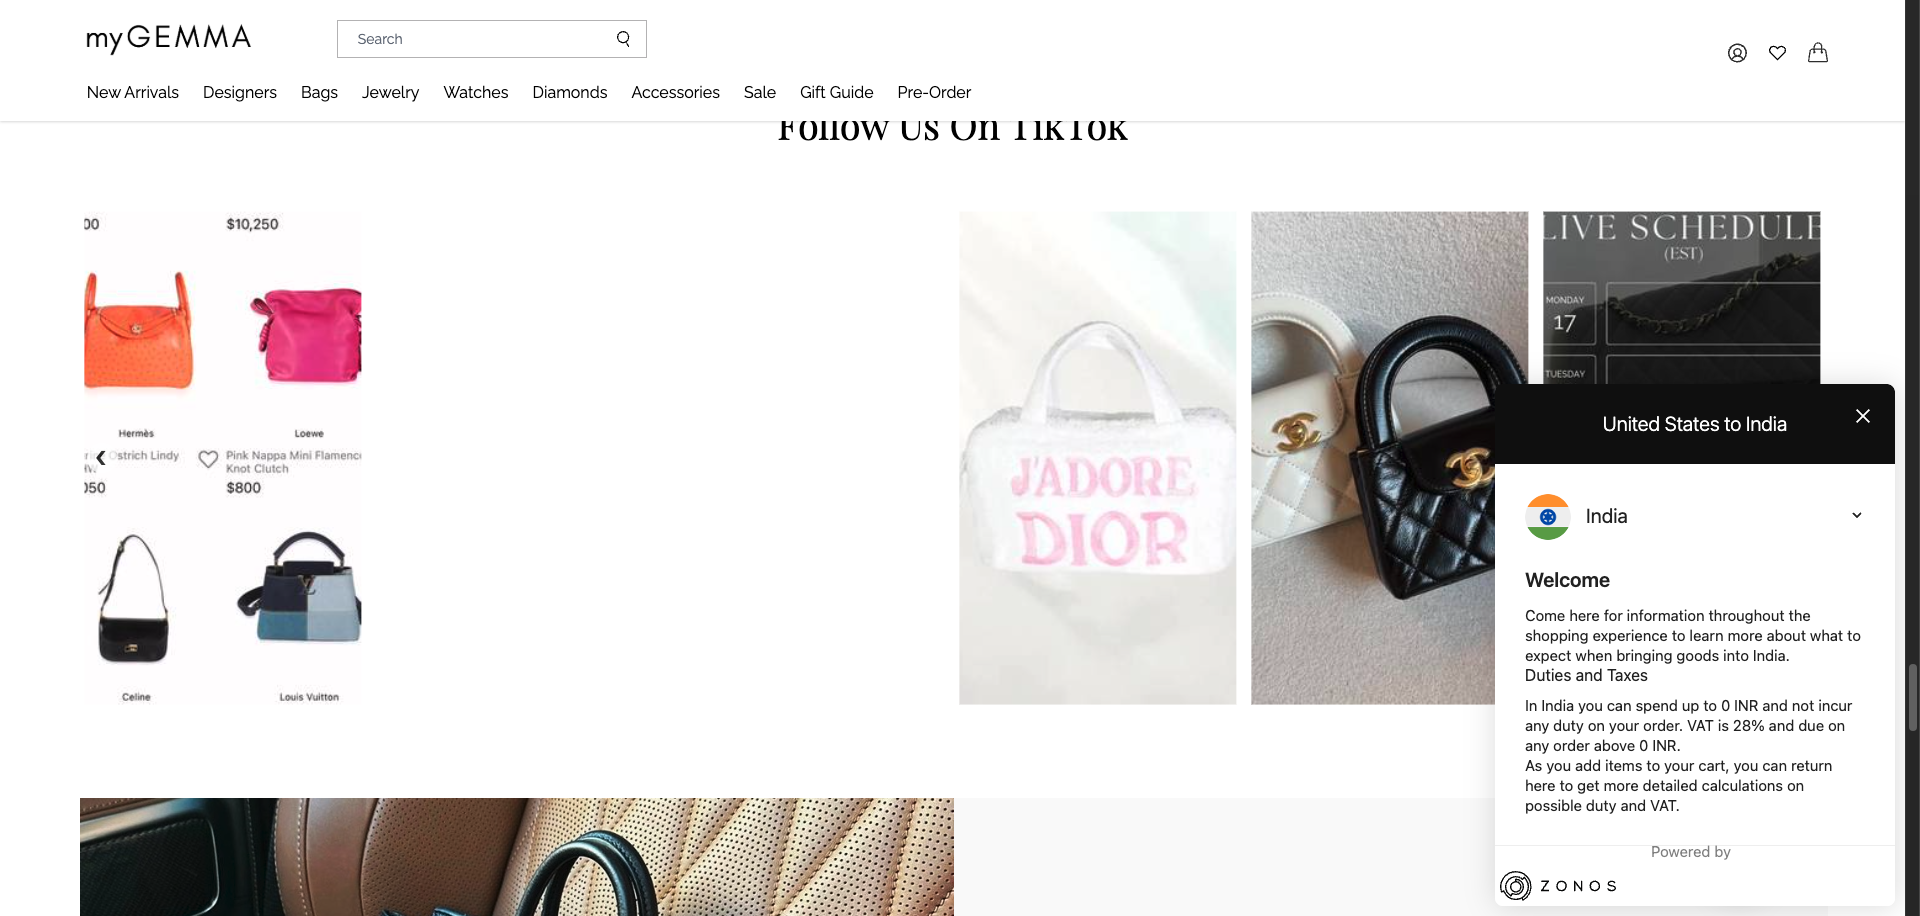 myGEMMA
Search
New Arrivals Designers Bags Jewelry Watches Diamonds Accessories Sale Gift Guide Pre-Order
Follow Us On TikTok
00 $10,250
Hermès Loewe
Ostrich Lindy Pink Nappa Mini Flamenco
Knot Clutch
050 $800
Celine Louis Vuitton
J'ADORE
DIOR
LIVE SCHEDULE
(EST)
MONDAY
17
TUESDAY
United States to India
India
Welcome
Come here for information throughout the
shopping experience to learn more about what to
expect when bringing goods into India.
Duties and Taxes
In India you can spend up to 0 INR and not incur
any duty on your order. VAT is 28% and due on
any order above 0 INR.
As you add items to your cart, you can return
here to get more detailed calculations on
possible duty and VAT.
Powered by
ZONOS